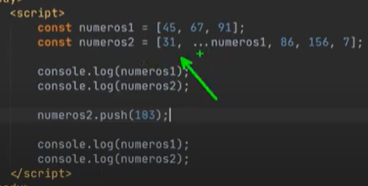 <script>
const numeros1 = [45, 67, 91];
const numeros2 = [31, ...numeros1, 86, 156, 7];
console.log(numeros1);
console.log(numeros2);
numeros2.push(183);
console.log(numeros1);
console.log(numeros2);
</script>